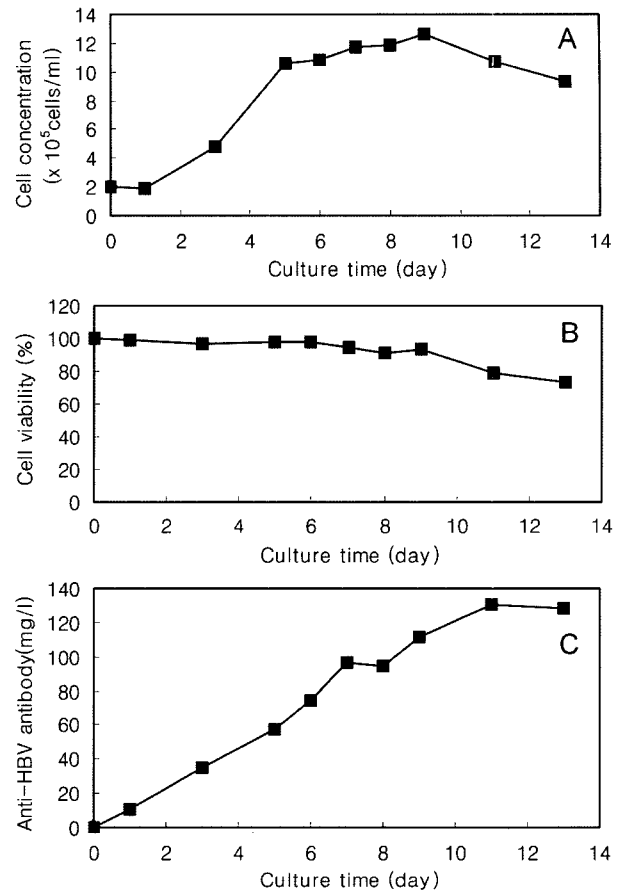 A
Cell concentration
(x 10⁵cells/ml)
14
12
10
8
6
4
2
0
0 2 4 6 8 10 12 14
Culture time (day)
B
Cell viability (%)
120
100
80
60
40
20
0
0 2 4 6 8 10 12 14
Culture time (day)
C
Anti-HBV antibody(mg/l)
140
120
100
80
60
40
20
0
0 2 4 6 8 10 12 14
Culture time (day)